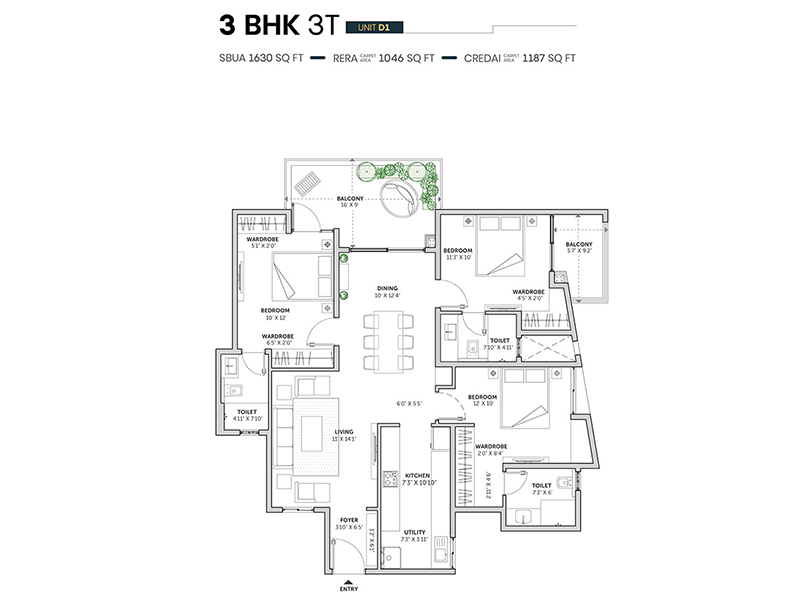 3 BHK 3T UNIT D1
SBUA 1630 SQ FT — RERA CARPET AREA 1046 SQ FT — CREDAI CARPET AREA 1187 SQ FT
BALCONY
16' X 9'
WARDROBE
5'1" X 2'0"
BEDROOM
11'3" X 10'
BALCONY
5'7" X 9'2"
DINING
10' X 12'4"
WARDROBE
4'5" X 2'0"
BEDROOM
10' X 12'
WARDROBE
6'5" X 2'0"
TOILET
7'10" X 4'11"
TOILET
4'11" X 7'10"
6'0" X 5'5"
BEDROOM
12' X 10'
LIVING
11' X 14'1"
WARDROBE
2'0" X 8'4"
KITCHEN
7'3" X 10'10"
2'11" X 4'6"
TOILET
7'3" X 6'
FOYER
3'10" X 6'5"
1'2" X 6'1"
UTILITY
7'3" X 3'11"
ENTRY